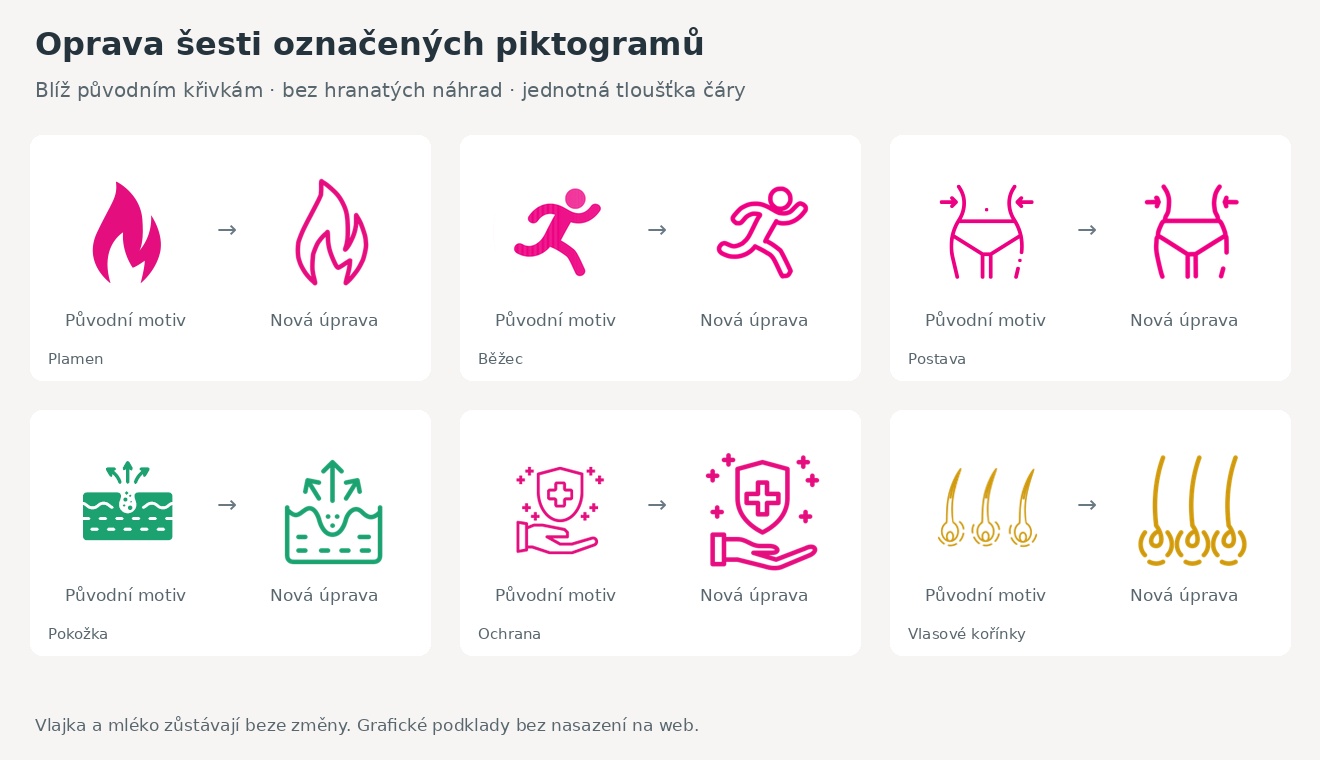 Oprava šesti označených piktogramů
Blíž původním křivkám · bez hranatých náhrad · jednotná tloušťka čáry
→
Původní motiv Nová úprava
Plamen
→
Původní motiv Nová úprava
Běžec
→
Původní motiv Nová úprava
Postava
→
Původní motiv Nová úprava
Pokožka
→
Původní motiv Nová úprava
Ochrana
→
Původní motiv Nová úprava
Vlasové kořínky
Vlajka a mléko zůstávají beze změny. Grafické podklady bez nasazení na web.